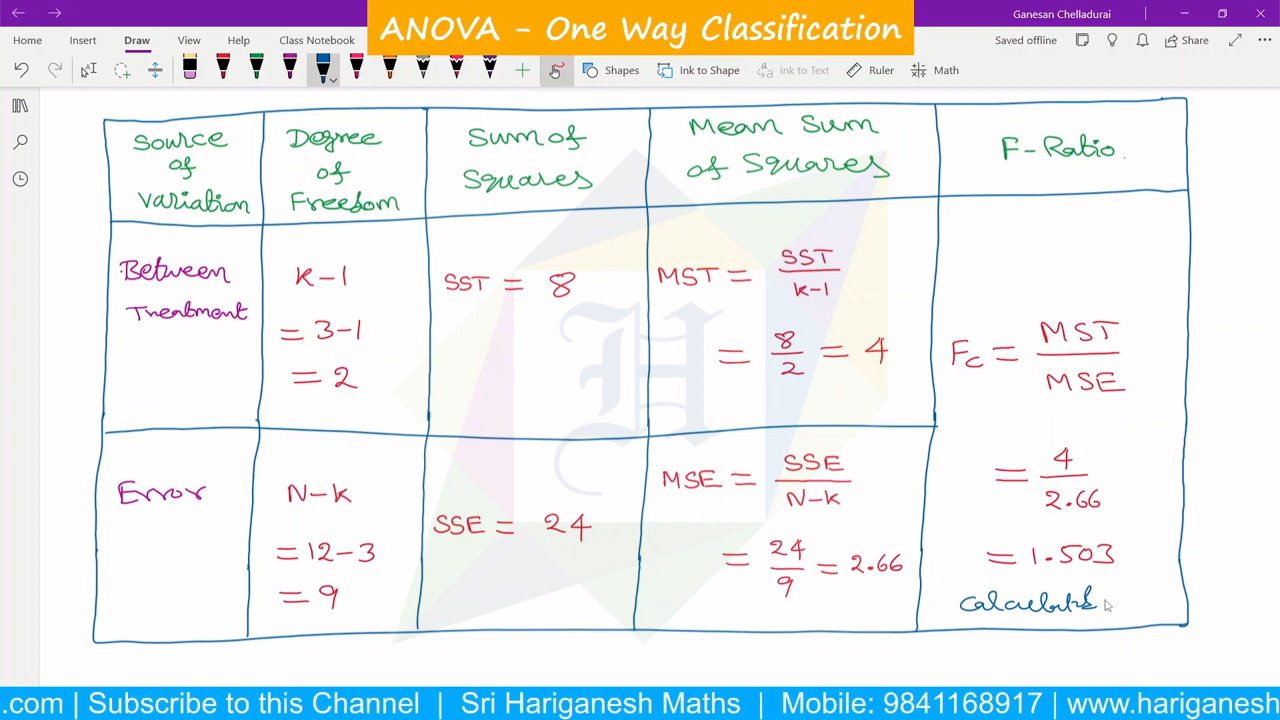 ANOVA - One Way Classification
Ganesan Chelladurai
Home Insert Draw View Help Class Notebook
Saved offline
Share
Shapes
Ink to Shape
Ink to Text
Ruler
Math
Source of Variation
Degree of Freedom
Sum of Squares
Mean Sum of Squares
F-Ratio.
Between Treatment
k-1
= 3-1
= 2
SST = 8
MST = SST/k-1
= 8/2 = 4
Fc = MST/MSE
= 4/2.66
= 1.503
Calculated
Error
N-k
= 12-3
= 9
SSE = 24
MSE = SSE/N-k
= 24/9 = 2.66
H
.com | Subscribe to this Channel | Sri Hariganesh Maths | Mobile: 9841168917 | www.hariganesh